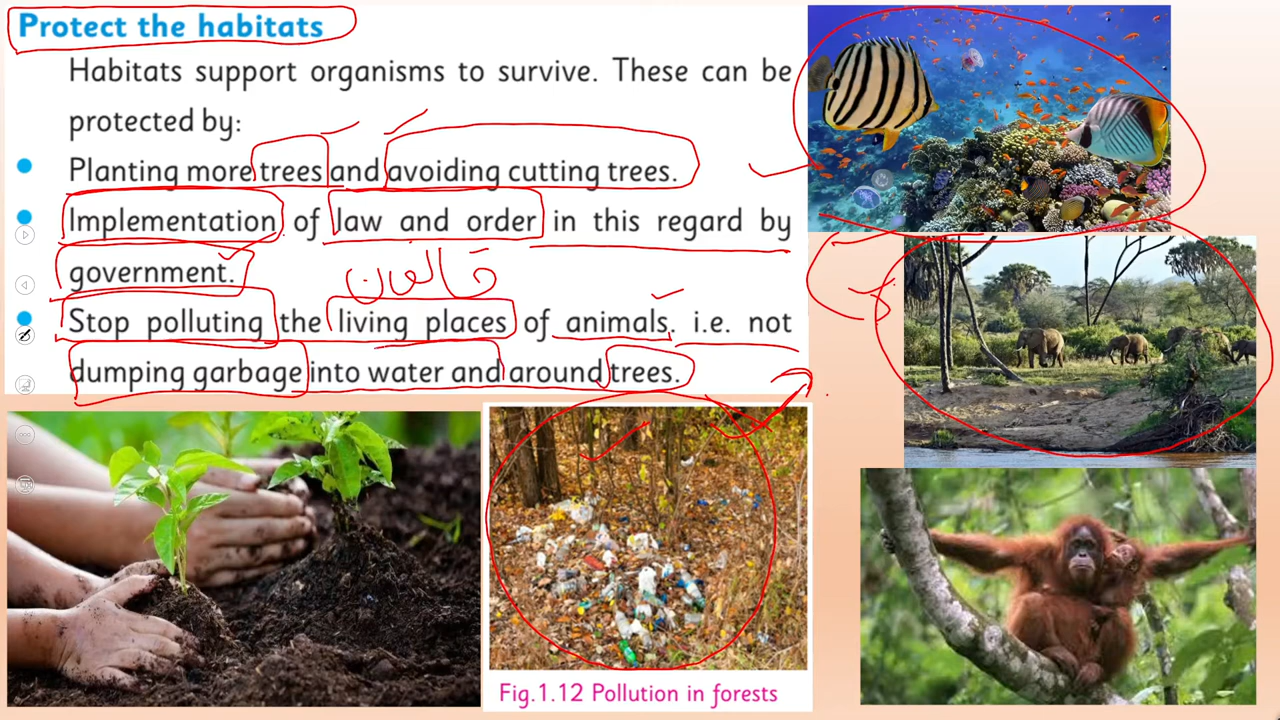 Protect the habitats
Habitats support organisms to survive. These can be
protected by:
Planting more trees and avoiding cutting trees.
Implementation of law and order in this regard by
government.
قانون
Stop polluting the living places of animals. i.e. not
dumping garbage into water and around trees.
Fig.1.12 Pollution in forests